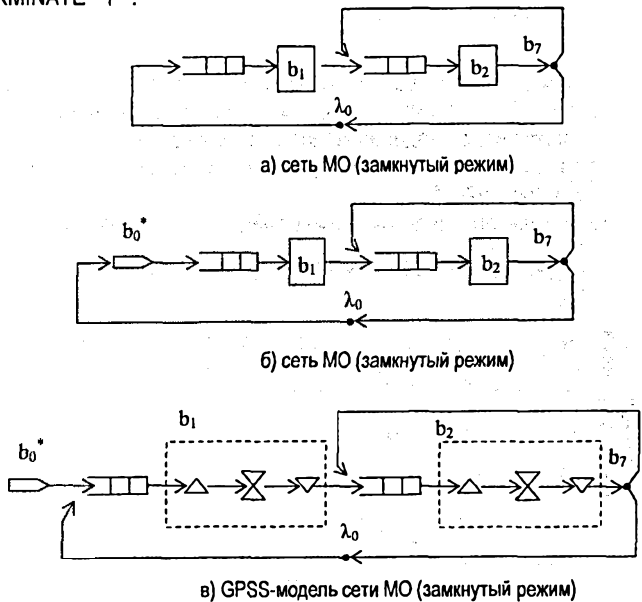 b₁ b₂ b₇
λ₀
а) сеть МО (замкнутый режим)
b₀* b₁ b₂ b₇
λ₀
б) сеть МО (замкнутый режим)
b₁ b₂
b₀* b₇
λ₀
в) GPSS-модель сети МО (замкнутый режим)